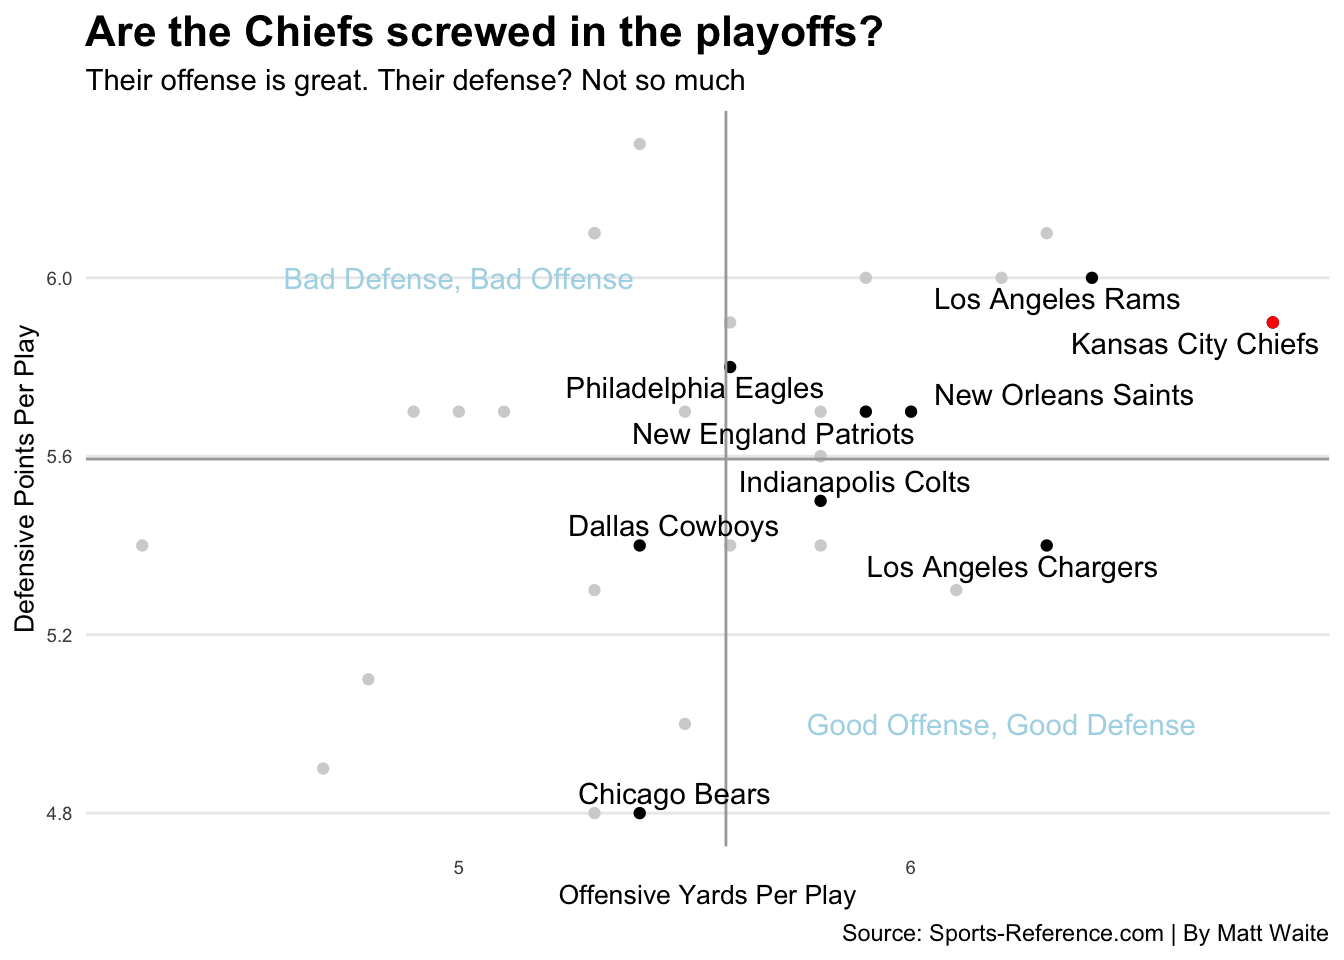 Are the Chiefs screwed in the playoffs?
Their offense is great. Their defense? Not so much
Bad Defense, Bad Offense
6.0
Los Angeles Rams
Kansas City Chiefs
Philadelphia Eagles
New Orleans Saints
New England Patriots
5.6
Indianapolis Colts
Dallas Cowboys
Los Angeles Chargers
5.2
Good Offense, Good Defense
Chicago Bears
4.8
Defensive Points Per Play
5
6
Offensive Yards Per Play
Source: Sports-Reference.com | By Matt Waite